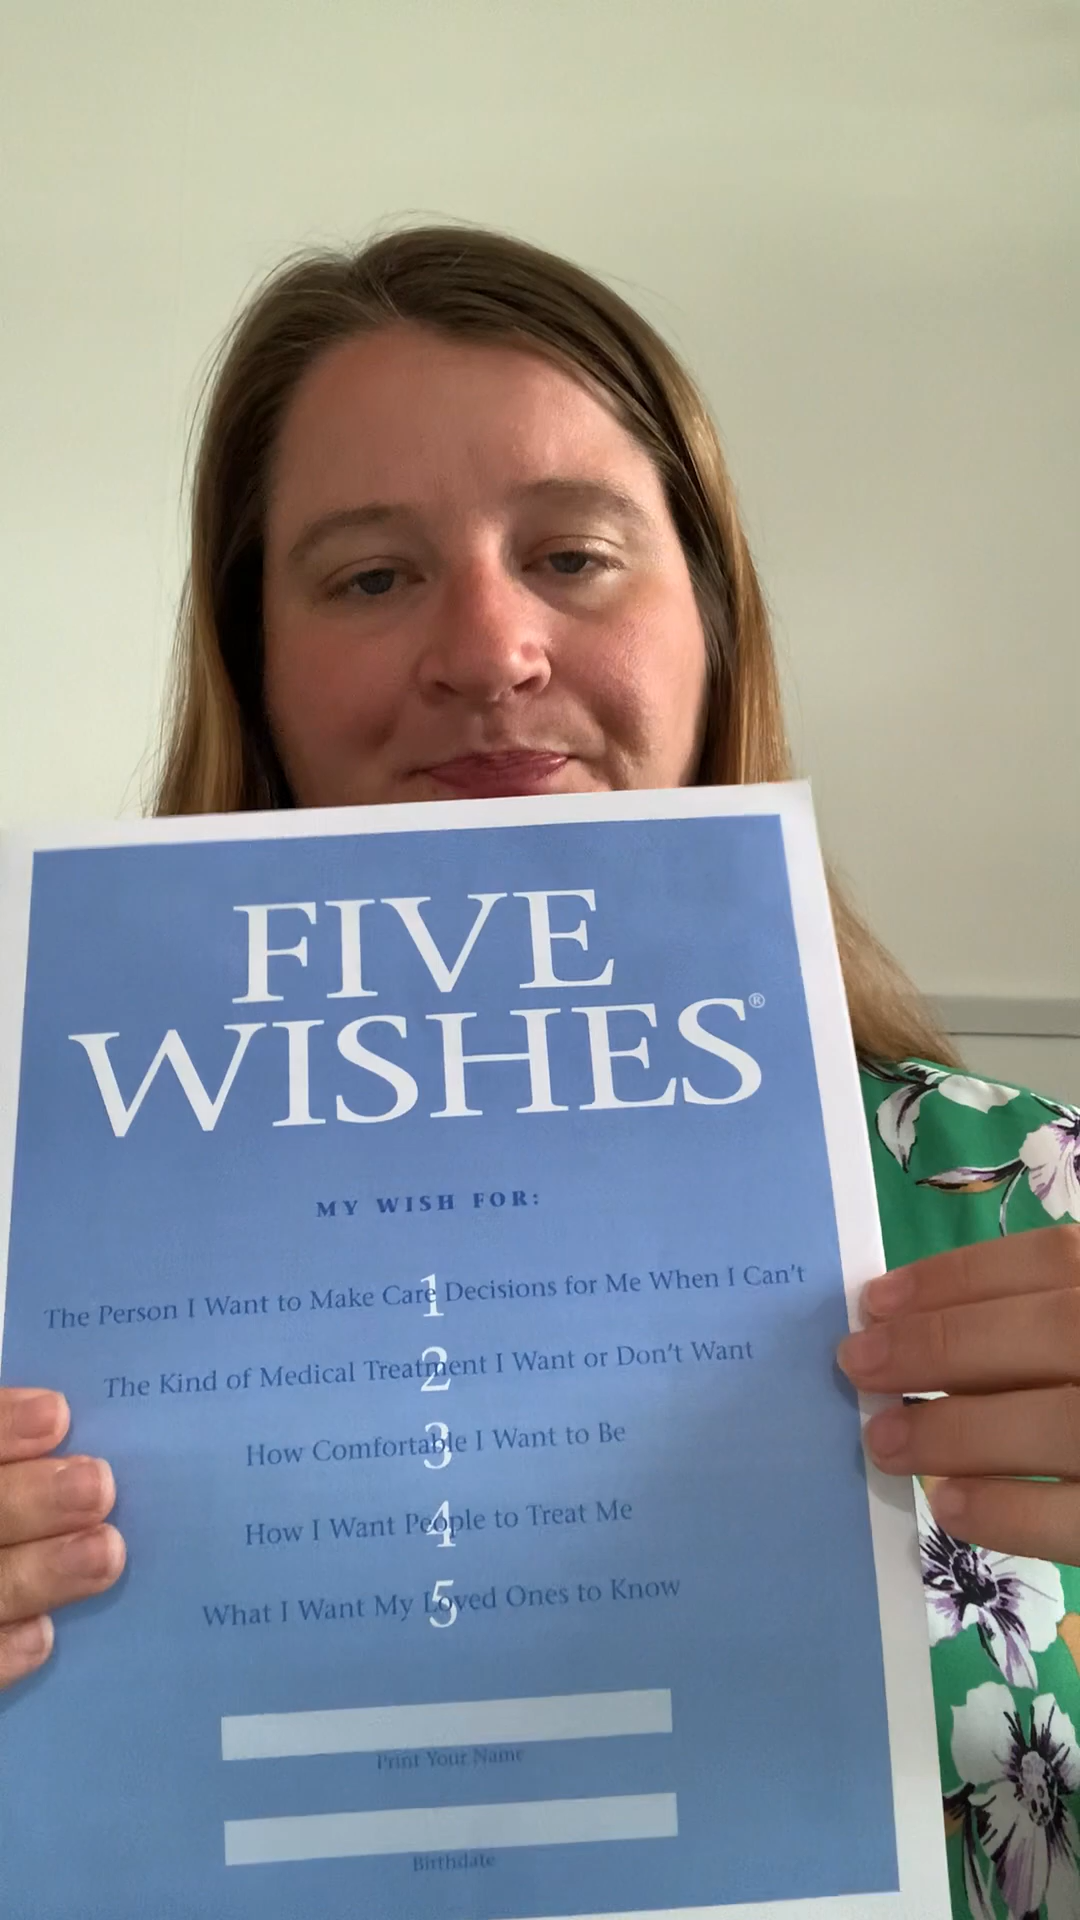 FIVE
WISHES®
MY WISH FOR:
1
The Person I Want to Make Care Decisions for Me When I Can't
2
The Kind of Medical Treatment I Want or Don't Want
3
How Comfortable I Want to Be
4
How I Want People to Treat Me
5
What I Want My Loved Ones to Know
Print Your Name
Birthdate